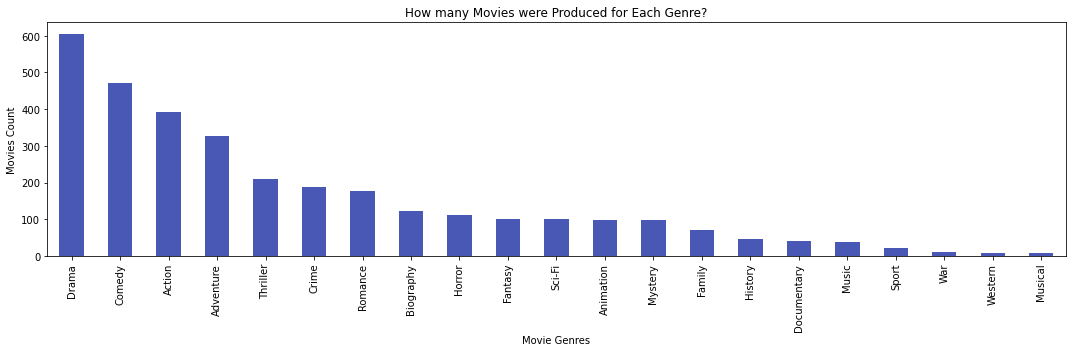 How many Movies were Produced for Each Genre?
Movies Count
600
500
400
300
200
100
0
Drama
Comedy
Action
Adventure
Thriller
Crime
Romance
Biography
Horror
Fantasy
Sci-Fi
Animation
Mystery
Family
History
Documentary
Music
Sport
War
Western
Musical
Movie Genres